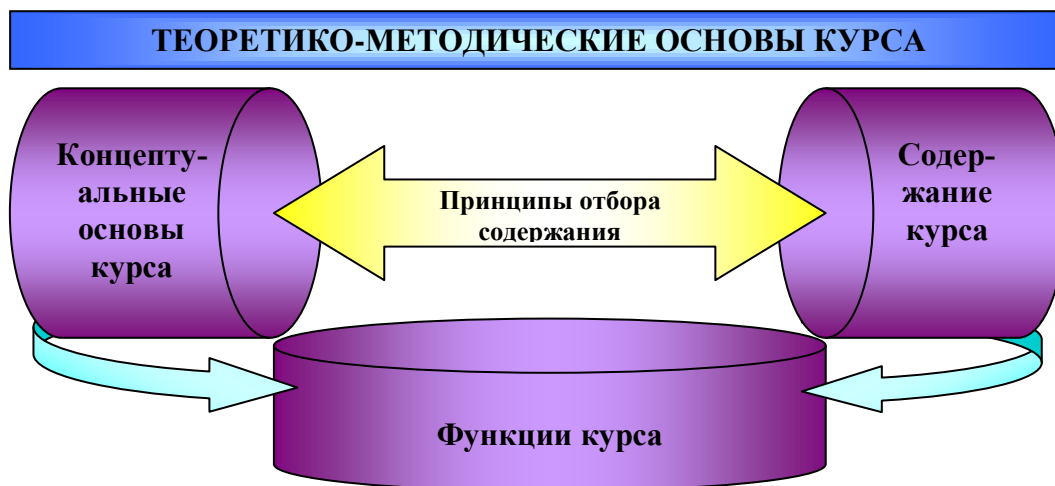 ТЕОРЕТИКО-МЕТОДИЧЕСКИЕ ОСНОВЫ КУРСА
Концепту-
альные
основы
курса
Принципы отбора
содержания
Содер-
жание
курса
Функции курса